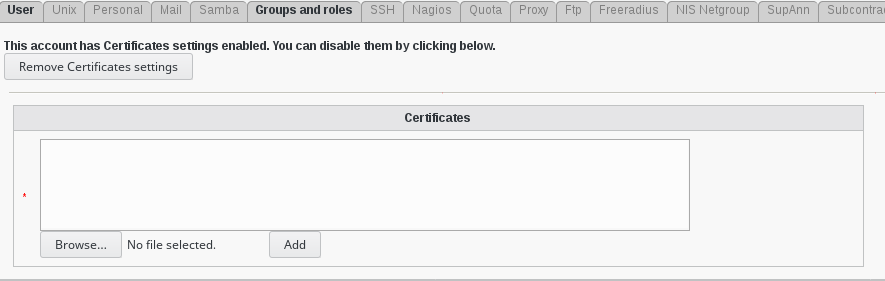 User Unix Personal Mail Samba Groups and roles SSH Nagios Quota Proxy Ftp Freeradius NIS Netgroup SupAnn Subcontra
This account has Certificates settings enabled. You can disable them by clicking below.
Remove Certificates settings
Certificates
*
Browse... No file selected. Add